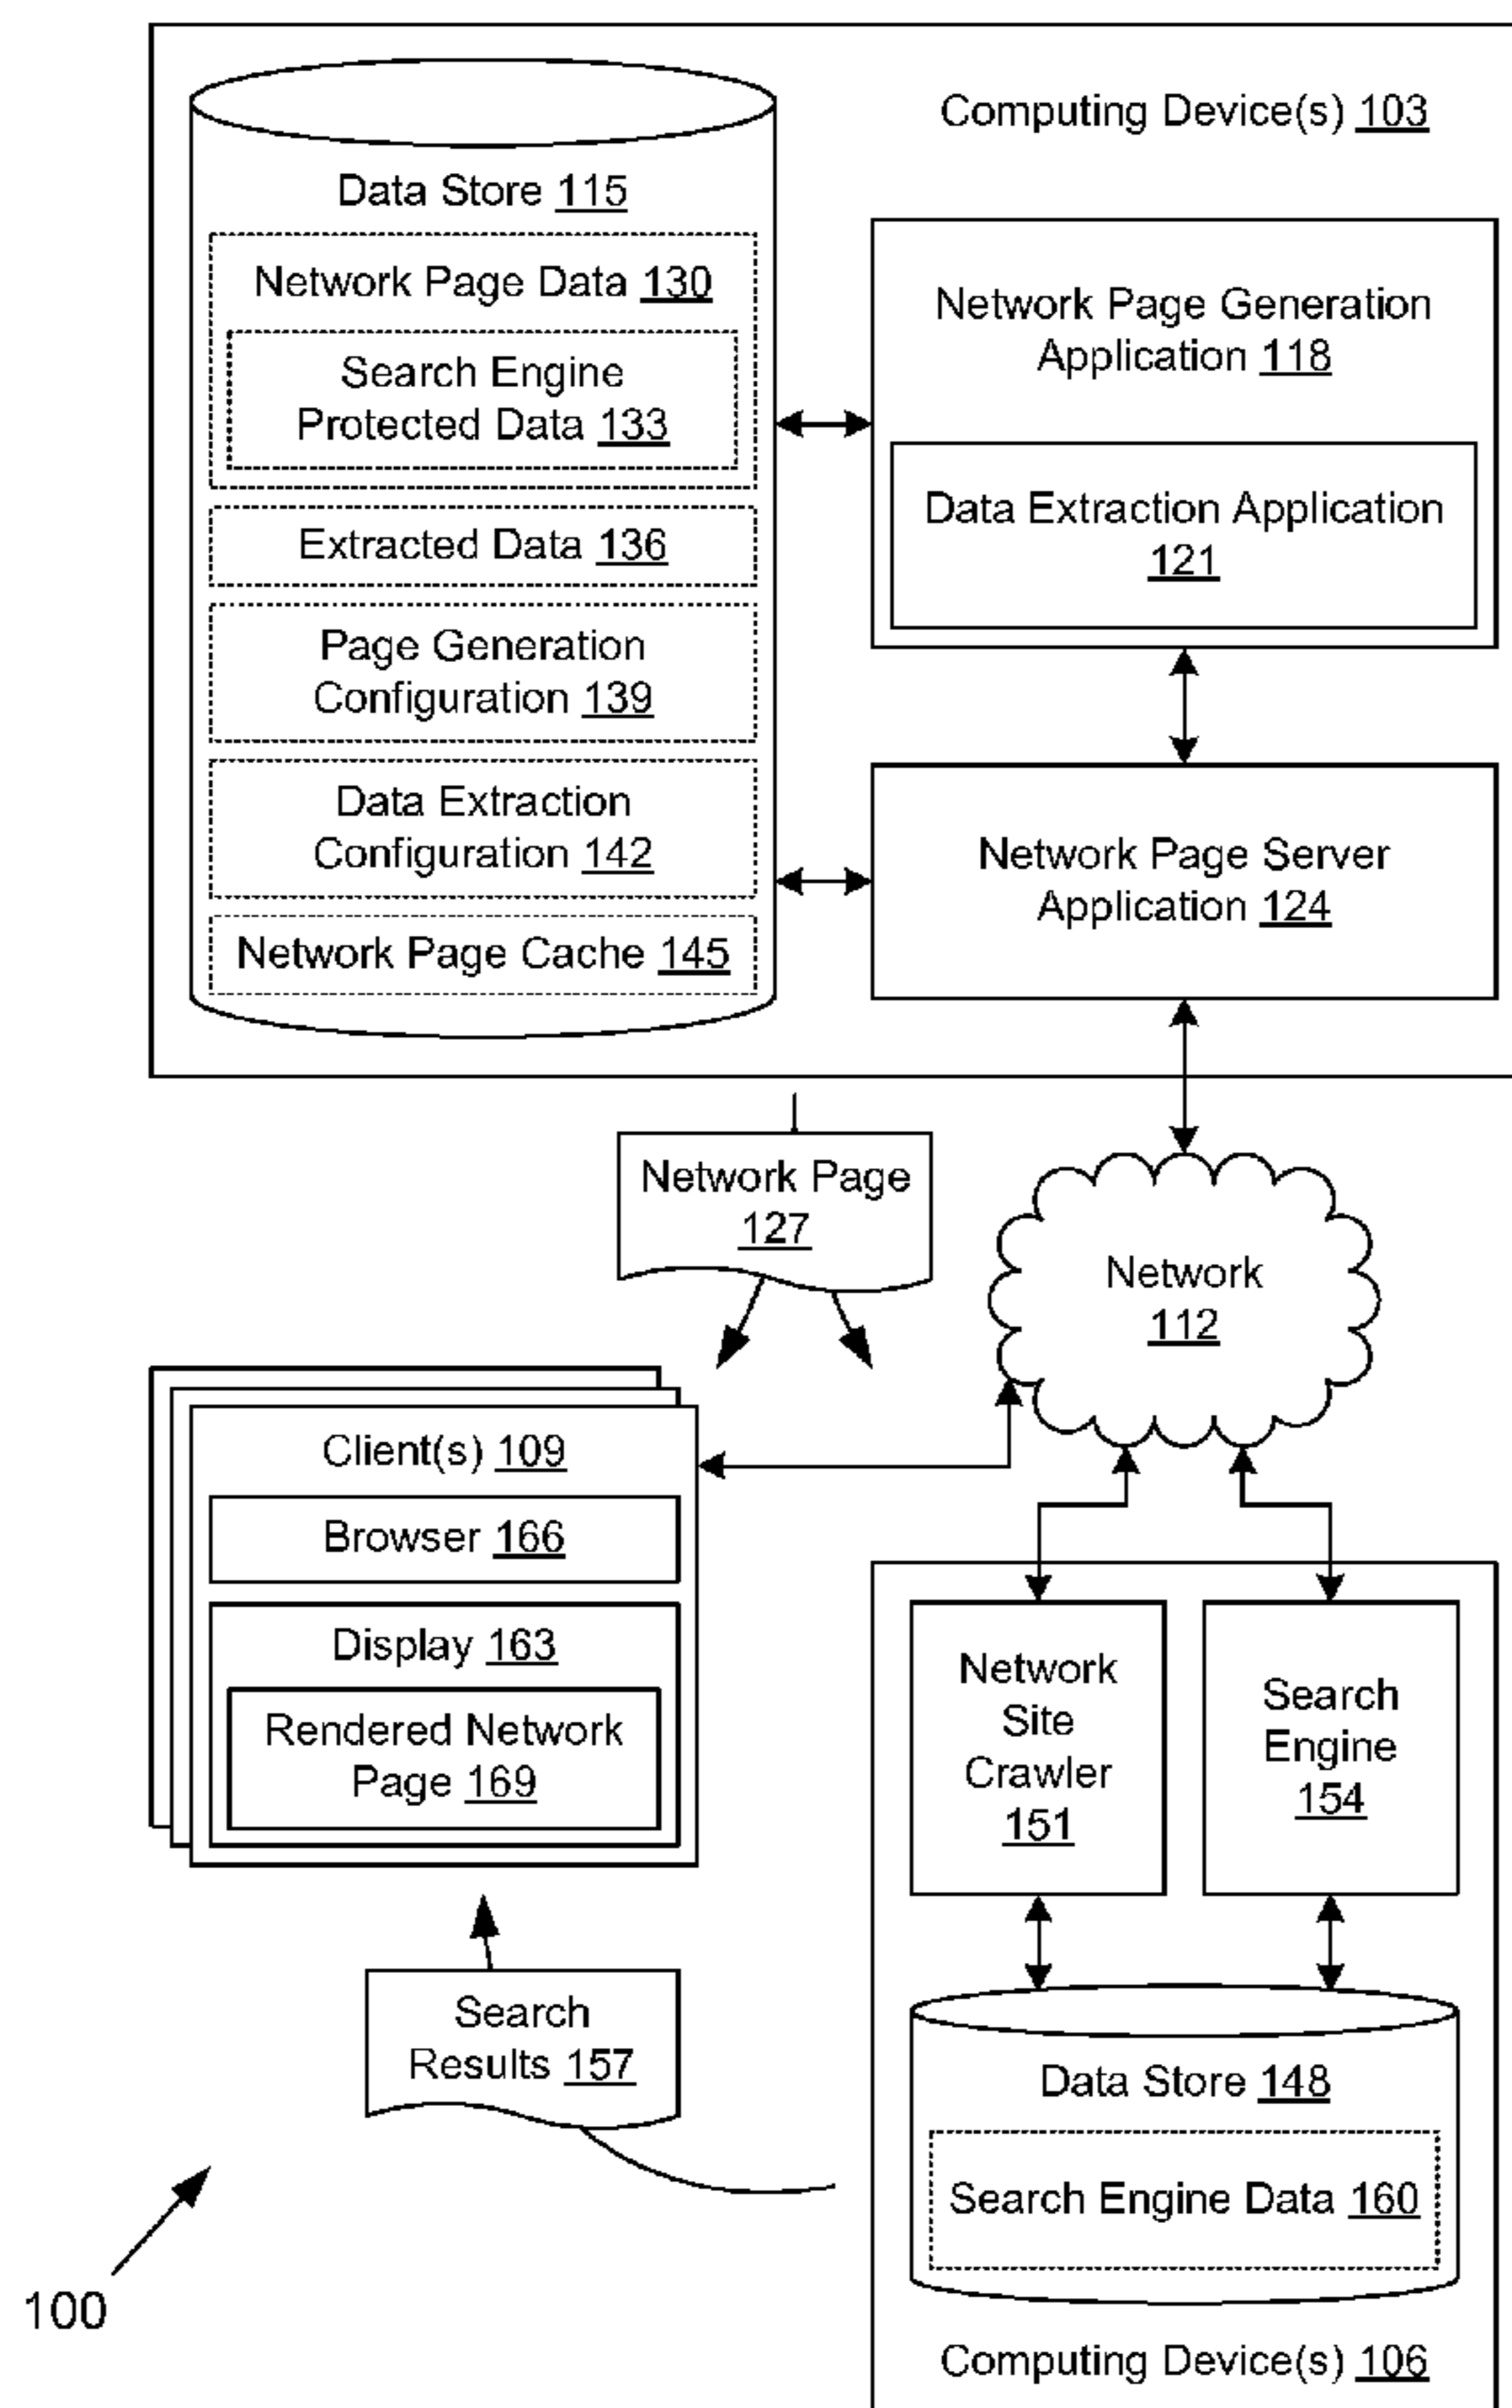 Computing Device(s) 103
Data Store 115
Network Page Data 130
Search Engine
Protected Data 133
Extracted Data 136
Page Generation
Configuration 139
Data Extraction
Configuration 142
Network Page Cache 145
Network Page Generation
Application 118
Data Extraction Application
121
Network Page Server
Application 124
Network Page
127
Network
112
Client(s) 109
Browser 166
Display 163
Rendered Network
Page 169
Network
Site
Crawler
151
Search
Engine
154
Search
Results 157
Data Store 148
Search Engine Data 160
Computing Device(s) 106
100